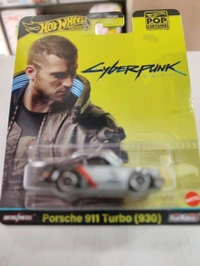 Hot Wheels
CYBERPUNK
POP
CULTURE
Porsche 911 Turbo (930)